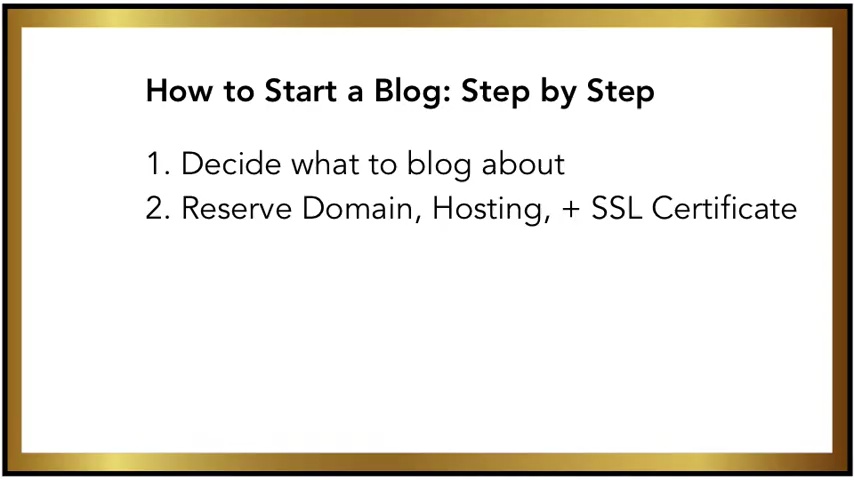 How to Start a Blog: Step by Step
1. Decide what to blog about
2. Reserve Domain, Hosting, + SSL Certificate